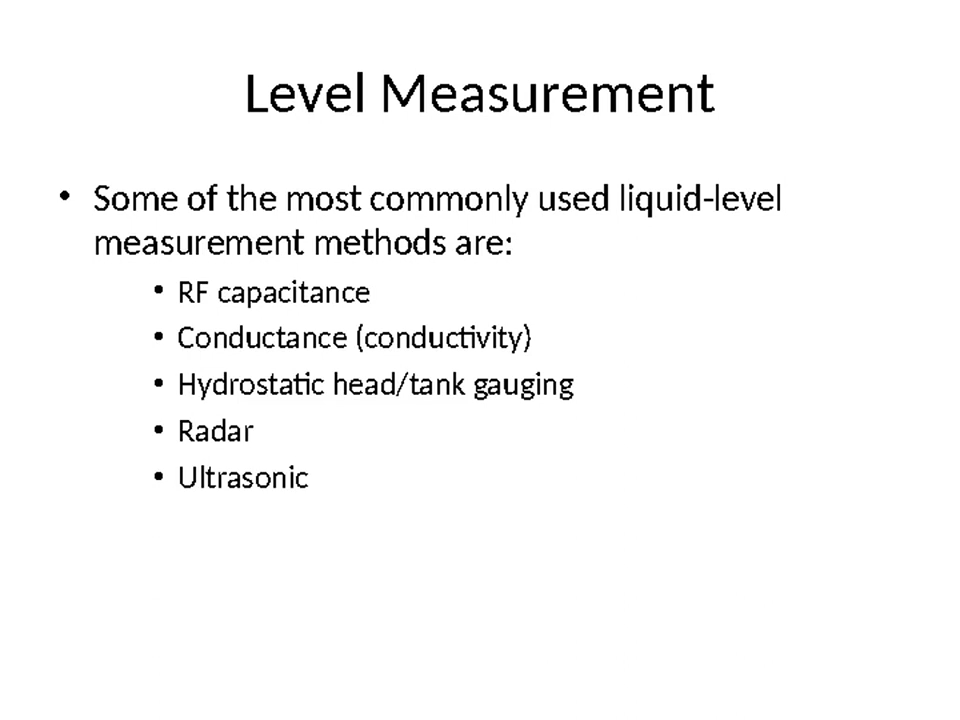 Level Measurement
• Some of the most commonly used liquid-level
measurement methods are:
• RF capacitance
• Conductance (conductivity)
• Hydrostatic head/tank gauging
• Radar
• Ultrasonic